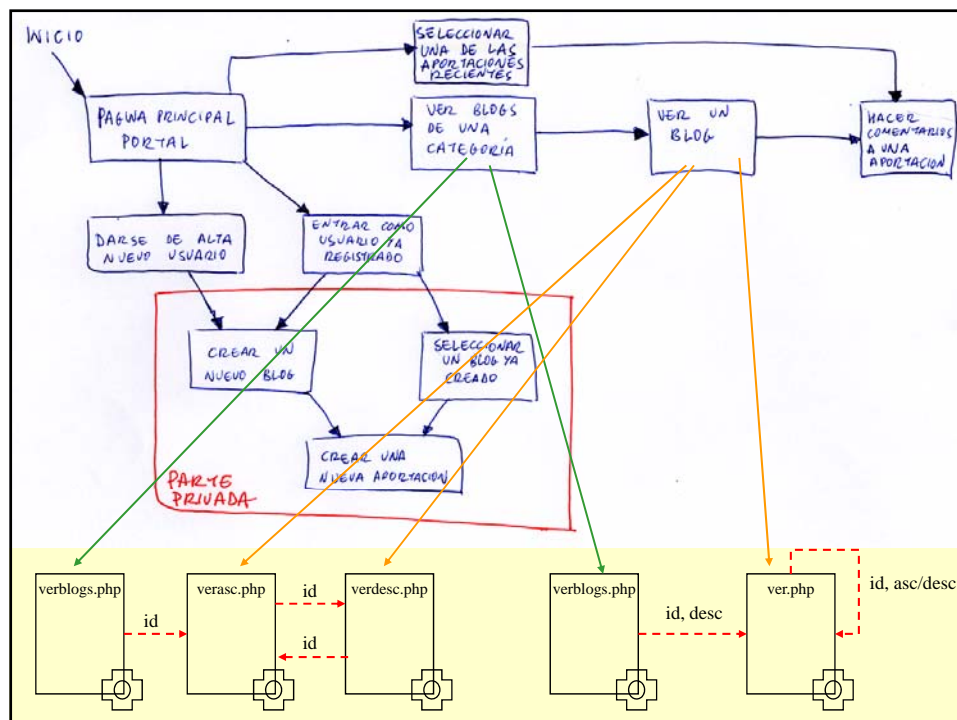 INICIO
SELECCIONAR
UNA DE LAS
APORTACIONES
RECIENTES
PAGINA PRINCIPAL
PORTAL
VER BLOGS
DE UNA
CATEGORÍA
VER UN
BLOG
HACER
COMENTARIOS
A UNA
APORTACION
DARSE DE ALTA
NUEVO USUARIO
ENTRAR COMO
USUARIO YA
REGISTRADO
CREAR UN
NUEVO BLOG
SELECCIONAR
UN BLOG YA
CREADO
CREAR UNA
NUEVA APORTACION
PARTE
PRIVADA
verblogs.php
verasc.php
verdesc.php
verblogs.php
ver.php
id
id
id
id, desc
id, asc/desc